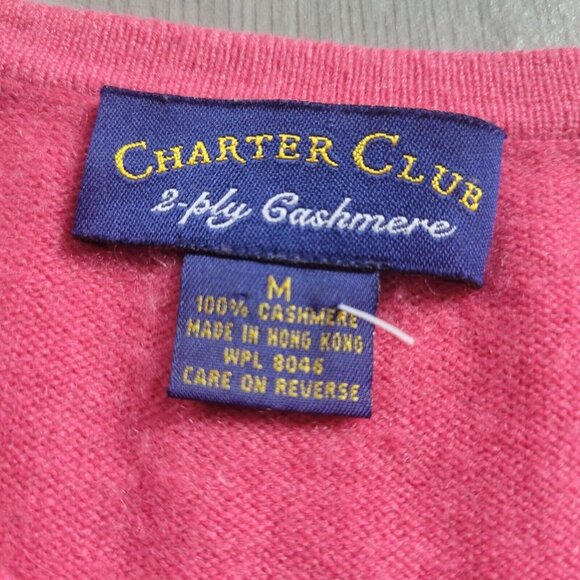 CHARTER CLUB
2-ply Cashmere
M
100% CASHMERE
MADE IN HONG KONG
WPL 8046
CARE ON REVERSE